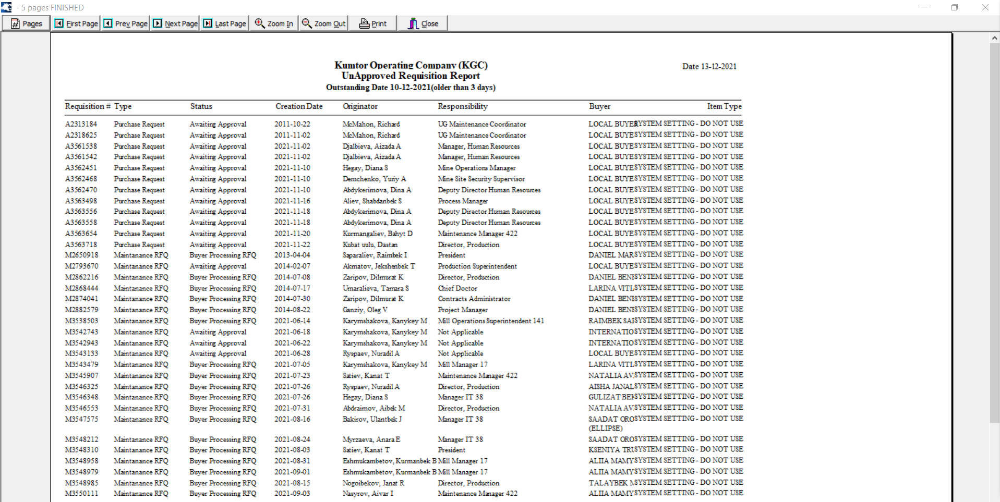 - 5 pages FINISHED
Pages First Page Prev Page Next Page Last Page Zoom In Zoom Out Print Close
Kumtor Operating Company (KGC)
Date 13-12-2021
UnApproved Requisition Report
Outstanding Date 10-12-2021(older than 3 days)
Requisition # Type Status Creation Date Originator Responsibility Buyer Item Type
A2313184 Purchase Request Awaiting Approval 2011-10-22 McMahon, Richard UG Maintenance Coordinator LOCAL BUYER SYSTEM SETTING - DO NOT USE
A2318625 Purchase Request Awaiting Approval 2011-11-02 McMahon, Richard UG Maintenance Coordinator LOCAL BUYE SYSTEM SETTING - DO NOT USE
A3561538 Purchase Request Awaiting Approval 2021-11-02 Djalbieva, Aizada A Manager, Human Resources LOCAL BUYE SYSTEM SETTING - DO NOT USE
A3561542 Purchase Request Awaiting Approval 2021-11-02 Djalbieva, Aizada A Manager, Human Resources LOCAL BUYE SYSTEM SETTING - DO NOT USE
A3562451 Purchase Request Awaiting Approval 2021-11-10 Hegay, Diana S Mine Operations Manager LOCAL BUYE SYSTEM SETTING - DO NOT USE
A3562468 Purchase Request Awaiting Approval 2021-11-10 Demchenko, Yuriy A Mine Site Security Supervisor LOCAL BUYE SYSTEM SETTING - DO NOT USE
A3562470 Purchase Request Awaiting Approval 2021-11-10 Abdykerimova, Dina A Deputy Director Human Resources LOCAL BUYE SYSTEM SETTING - DO NOT USE
A3563498 Purchase Request Awaiting Approval 2021-11-16 Aliev, Shabdanbek S Process Manager LOCAL BUYE SYSTEM SETTING - DO NOT USE
A3563556 Purchase Request Awaiting Approval 2021-11-18 Abdykerimova, Dina A Deputy Director Human Resources LOCAL BUYE SYSTEM SETTING - DO NOT USE
A3563558 Purchase Request Awaiting Approval 2021-11-18 Abdykerimova, Dina A Deputy Director Human Resources LOCAL BUYE SYSTEM SETTING - DO NOT USE
A3563654 Purchase Request Awaiting Approval 2021-11-20 Kurmangaliev, Bahyt D Maintenance Manager 422 LOCAL BUYE SYSTEM SETTING - DO NOT USE
A3563718 Purchase Request Awaiting Approval 2021-11-22 Kubat uulu, Dastan Director, Production LOCAL BUYE SYSTEM SETTING - DO NOT USE
M2650918 Maintanance RFQ Buyer Processing RFQ 2013-04-04 Saparaliev, Raimbek I President DANIEL MAR SYSTEM SETTING - DO NOT USE
M2793670 Maintanance RFQ Awaiting Approval 2014-02-07 Akmatov, Jekshenbek T Production Superintendent LOCAL BUYE SYSTEM SETTING - DO NOT USE
M2862216 Maintanance RFQ Buyer Processing RFQ 2014-07-08 Zaripov, Dilmurat K Director, Production DANIEL BEN SYSTEM SETTING - DO NOT USE
M2868444 Maintanance RFQ Buyer Processing RFQ 2014-07-17 Umaralieva, Tamara S Chief Doctor LARINA VIT SYSTEM SETTING - DO NOT USE
M2874041 Maintanance RFQ Buyer Processing RFQ 2014-07-30 Zaripov, Dilmurat K Contracts Administrator DANIEL BEN SYSTEM SETTING - DO NOT USE
M2882579 Maintanance RFQ Buyer Processing RFQ 2014-08-22 Ganziy, Oleg V Project Manager DANIEL BEN SYSTEM SETTING - DO NOT USE
M3538503 Maintanance RFQ Buyer Processing RFQ 2021-06-14 Karymshakova, Kanykey M Mill Operations Superintendent 141 RAIMBEK SA SYSTEM SETTING - DO NOT USE
M3542743 Maintanance RFQ Awaiting Approval 2021-06-18 Karymshakova, Kanykey M Not Applicable INTERNATIO SYSTEM SETTING - DO NOT USE
M3542943 Maintanance RFQ Awaiting Approval 2021-06-22 Karymshakova, Kanykey M Not Applicable INTERNATIO SYSTEM SETTING - DO NOT USE
M3543133 Maintanance RFQ Awaiting Approval 2021-06-28 Ryspaev, Nuradil A Not Applicable LOCAL BUYE SYSTEM SETTING - DO NOT USE
M3543479 Maintanance RFQ Buyer Processing RFQ 2021-07-05 Karymshakova, Kanykey M Mill Manager 17 LARINA VIT SYSTEM SETTING - DO NOT USE
M3545907 Maintanance RFQ Buyer Processing RFQ 2021-07-23 Satiev, Kanat T Maintenance Manager 422 NATALIA AV SYSTEM SETTING - DO NOT USE
M3546325 Maintanance RFQ Buyer Processing RFQ 2021-07-26 Ryspaev, Nuradil A Director, Production AISHA JANAL SYSTEM SETTING - DO NOT USE
M3546348 Maintanance RFQ Buyer Processing RFQ 2021-07-26 Hegay, Diana S Manager IT 38 GULIZAT BE SYSTEM SETTING - DO NOT USE
M3546553 Maintanance RFQ Buyer Processing RFQ 2021-07-31 Abdraimov, Aibek M Director, Production NATALIA AV SYSTEM SETTING - DO NOT USE
M3547575 Maintanance RFQ Buyer Processing RFQ 2021-08-16 Bakirov, Ulantbek J Manager IT 38 SAADAT ORO SYSTEM SETTING - DO NOT USE
(ELLIPSE)
M3548212 Maintanance RFQ Buyer Processing RFQ 2021-08-24 Myrzaeva, Anara E Manager IT 38 SAADAT ORO SYSTEM SETTING - DO NOT USE
M3548310 Maintanance RFQ Buyer Processing RFQ 2021-08-03 Satiev, Kanat T President KSENIYA TR SYSTEM SETTING - DO NOT USE
M3548958 Maintanance RFQ Buyer Processing RFQ 2021-08-31 Eshmukambetov, Kurmanbek B Mill Manager 17 ALIIA MAMY SYSTEM SETTING - DO NOT USE
M3548979 Maintanance RFQ Buyer Processing RFQ 2021-09-01 Eshmukambetov, Kurmanbek B Mill Manager 17 ALIIA MAMY SYSTEM SETTING - DO NOT USE
M3548985 Maintanance RFQ Buyer Processing RFQ 2021-08-15 Nogoibekov, Janat R Director, Production TALAYBEK SYSTEM SETTING - DO NOT USE
M3550111 Maintanance RFQ Buyer Processing RFQ 2021-09-03 Nasyrov, Aivar I Maintenance Manager 422 ALIIA MAMY SYSTEM SETTING - DO NOT USE